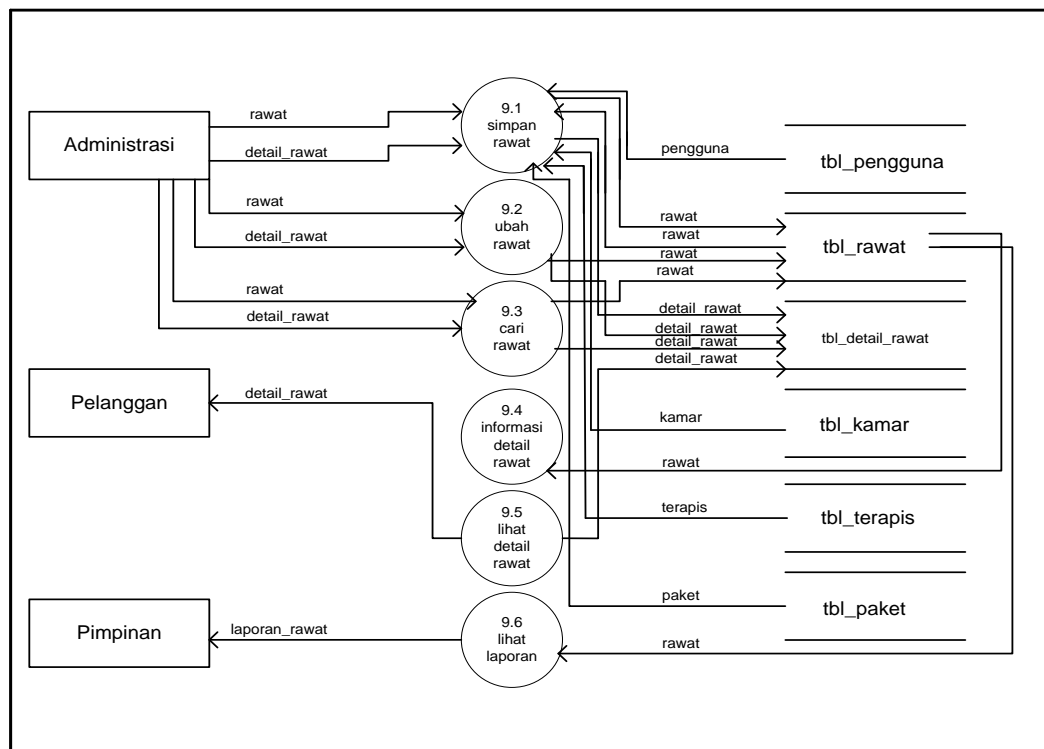 Administrasi
rawat
detail_rawat
rawat
detail_rawat
rawat
detail_rawat
Pelanggan
detail_rawat
Pimpinan
laporan_rawat
9.1
simpan
rawat
9.2
ubah
rawat
9.3
cari
rawat
9.4
informasi
detail
rawat
9.5
lihat
detail
rawat
9.6
lihat
laporan
pengguna
rawat
rawat
rawat
rawat
detail_rawat
detail_rawat
detail_rawat
detail_rawat
kamar
rawat
terapis
paket
rawat
tbl_pengguna
tbl_rawat
tbl_detail_rawat
tbl_kamar
tbl_terapis
tbl_paket